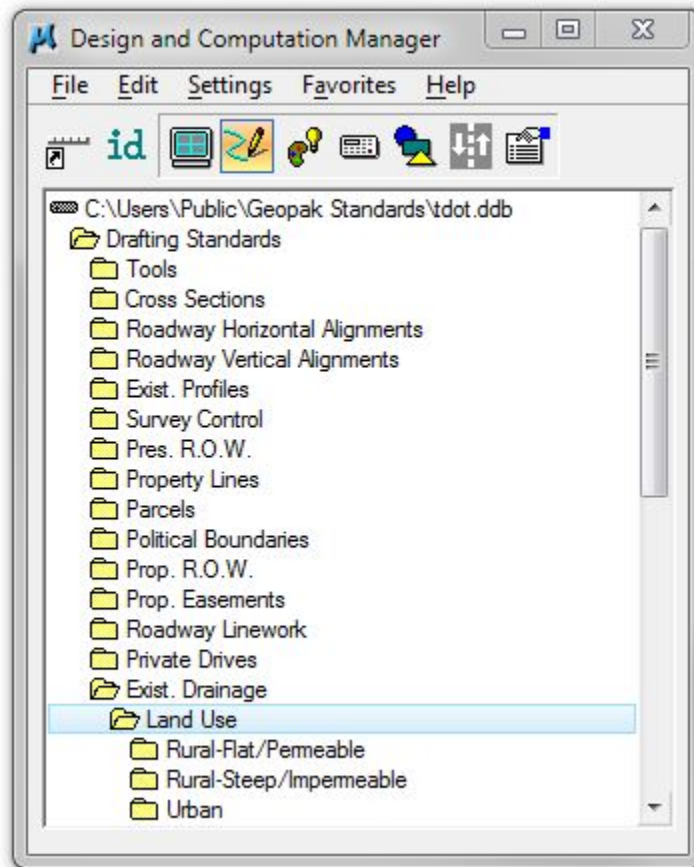 Design and Computation Manager
File Edit Settings Favorites Help
id
C:\Users\Public\Geopak Standards\tdot.ddb
Drafting Standards
Tools
Cross Sections
Roadway Horizontal Alignments
Roadway Vertical Alignments
Exist. Profiles
Survey Control
Pres. R.O.W.
Property Lines
Parcels
Political Boundaries
Prop. R.O.W.
Prop. Easements
Roadway Linework
Private Drives
Exist. Drainage
Land Use
Rural-Flat/Permeable
Rural-Steep/Impermeable
Urban